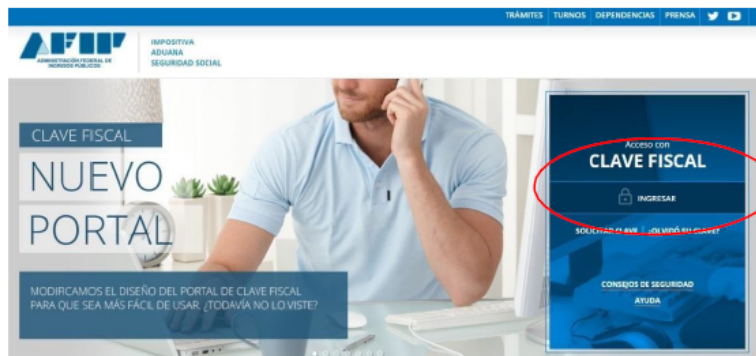 TRÁMITES TURNOS DEPENDENCIAS PRENSA
AFIP
ADMINISTRACIÓN FEDERAL DE
INGRESOS PÚBLICOS
IMPOSITIVA
ADUANA
SEGURIDAD SOCIAL
CLAVE FISCAL
NUEVO
PORTAL
MODIFICAMOS EL DISEÑO DEL PORTAL DE CLAVE FISCAL
PARA QUE SEA MÁS FÁCIL DE USAR, ¿TODAVÍA NO LO VISTE?
Acceso con
CLAVE FISCAL
INGRESAR
SOLICITAR CLAVE | ¿OLVIDÓ SU CLAVE?
CONSEJOS DE SEGURIDAD
AYUDA